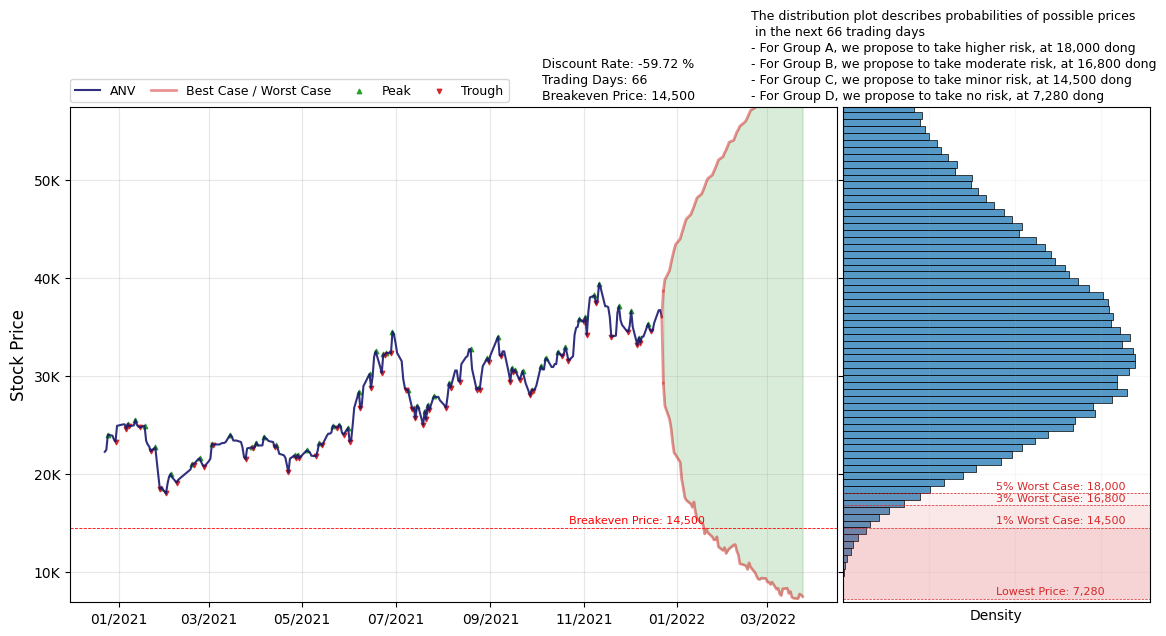 The distribution plot describes probabilities of possible prices
in the next 66 trading days
- For Group A, we propose to take higher risk, at 18,000 dong
- For Group B, we propose to take moderate risk, at 16,800 dong
- For Group C, we propose to take minor risk, at 14,500 dong
- For Group D, we propose to take no risk, at 7,280 dong
Discount Rate: -59.72 %
Trading Days: 66
Breakeven Price: 14,500
ANV
Best Case / Worst Case
Peak
Trough
Stock Price
50K
40K
30K
20K
10K
Breakeven Price: 14,500
01/2021
03/2021
05/2021
07/2021
09/2021
11/2021
01/2022
03/2022
5% Worst Case: 18,000
3% Worst Case: 16,800
1% Worst Case: 14,500
Lowest Price: 7,280
Density